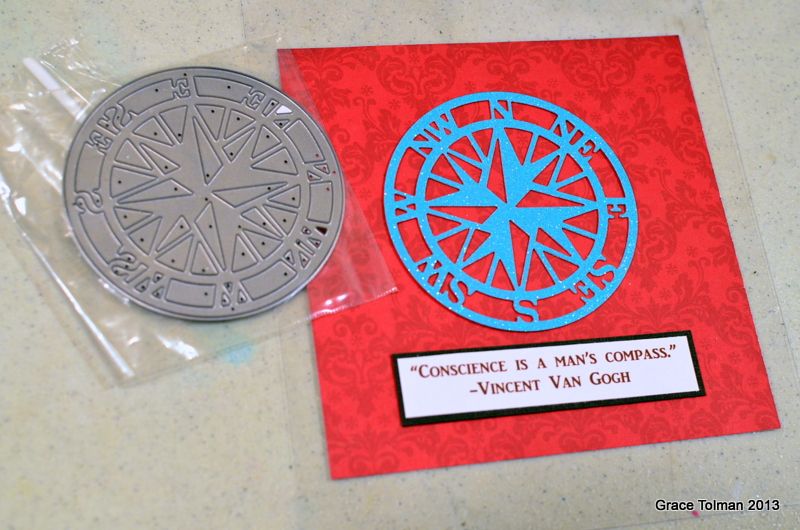 NW N NE
W E
SW S SE
“CONSCIENCE IS A MAN'S COMPASS.”
–VINCENT VAN GOGH
Grace Tolman 2013